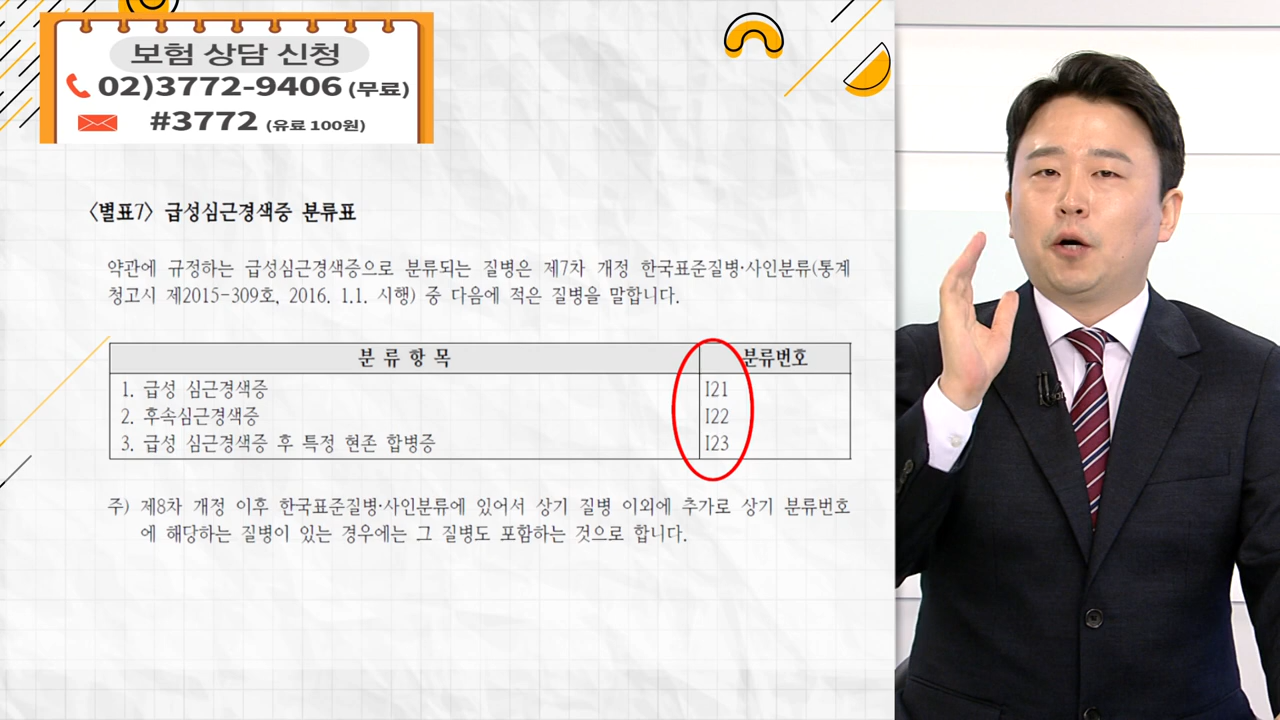 보험 상담 신청
02)3772-9406 (무료)
#3772 (유료 100원)
<별표7> 급성심근경색증 분류표
약관에 규정하는 급성심근경색증으로 분류되는 질병은 제7차 개정 한국표준질병·사인분류(통계
청고시 제2015-309호, 2016. 1.1. 시행) 중 다음에 적은 질병을 말합니다.
분 류 항 목 분류번호
1. 급성 심근경색증 I21
2. 후속심근경색증 I22
3. 급성 심근경색증 후 특정 현존 합병증 I23
주) 제8차 개정 이후 한국표준질병·사인분류에 있어서 상기 질병 이외에 추가로 상기 분류번호
에 해당하는 질병이 있는 경우에는 그 질병도 포함하는 것으로 합니다.